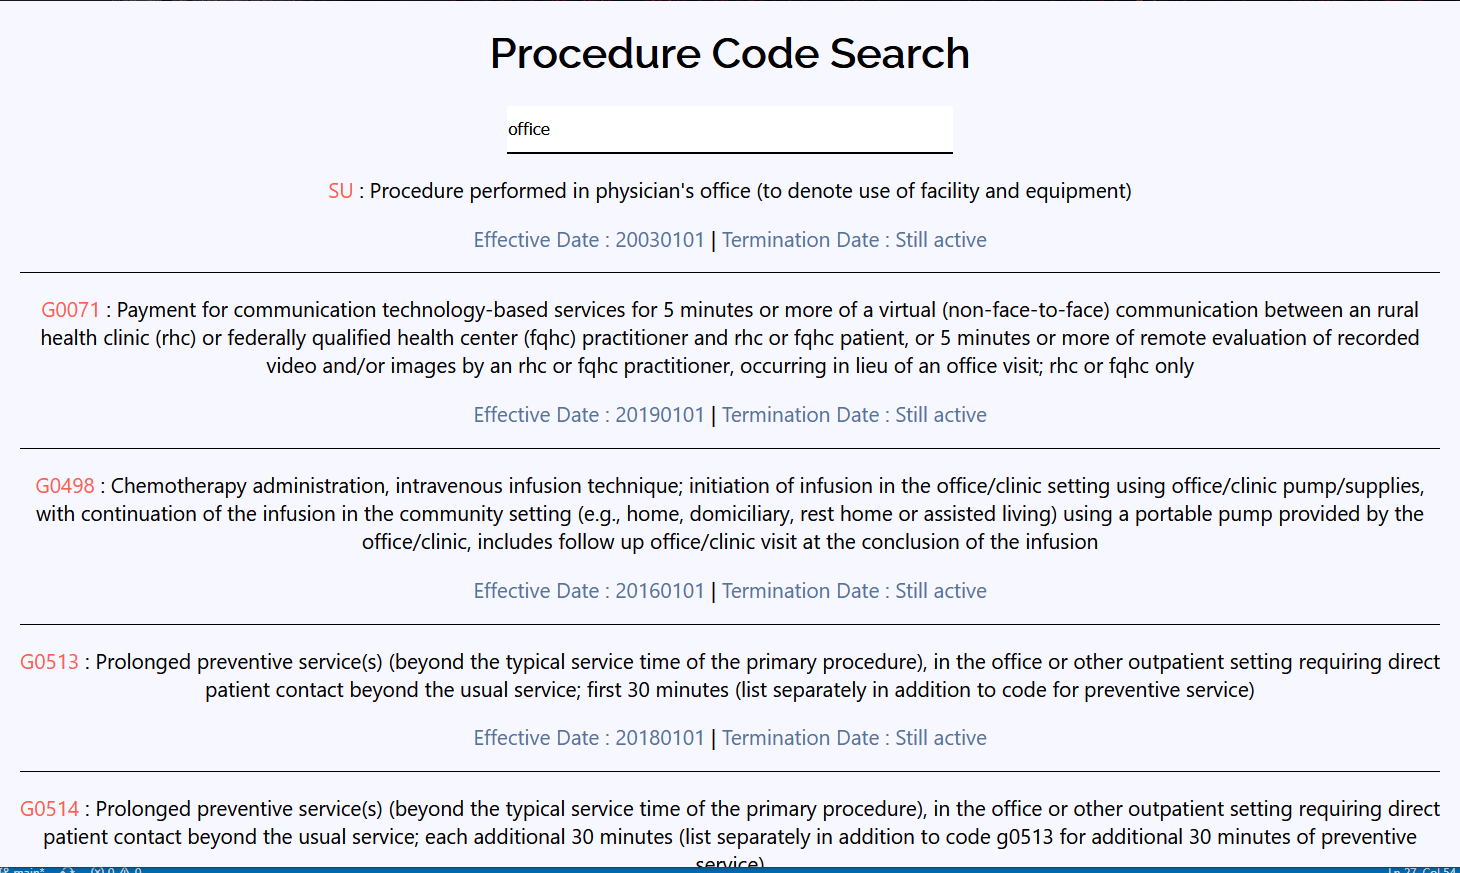 Procedure Code Search
office
SU : Procedure performed in physician's office (to denote use of facility and equipment)
Effective Date : 20030101 | Termination Date : Still active
G0071 : Payment for communication technology-based services for 5 minutes or more of a virtual (non-face-to-face) communication between an rural
health clinic (rhc) or federally qualified health center (fqhc) practitioner and rhc or fqhc patient, or 5 minutes or more of remote evaluation of recorded
video and/or images by an rhc or fqhc practitioner, occurring in lieu of an office visit; rhc or fqhc only
Effective Date : 20190101 | Termination Date : Still active
G0498 : Chemotherapy administration, intravenous infusion technique; initiation of infusion in the office/clinic setting using office/clinic pump/supplies,
with continuation of the infusion in the community setting (e.g., home, domiciliary, rest home or assisted living) using a portable pump provided by the
office/clinic, includes follow up office/clinic visit at the conclusion of the infusion
Effective Date : 20160101 | Termination Date : Still active
G0513 : Prolonged preventive service(s) (beyond the typical service time of the primary procedure), in the office or other outpatient setting requiring direct
patient contact beyond the usual service; first 30 minutes (list separately in addition to code for preventive service)
Effective Date : 20180101 | Termination Date : Still active
G0514 : Prolonged preventive service(s) (beyond the typical service time of the primary procedure), in the office or other outpatient setting requiring direct
patient contact beyond the usual service; each additional 30 minutes (list separately in addition to code g0513 for additional 30 minutes of preventive
service)
main*
Ln 27, Col 54